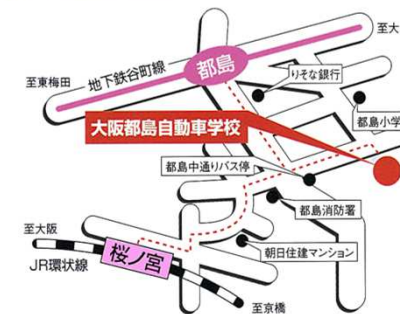 至大
都島
地下鉄谷町線
りそな銀行
至東梅田
都島小学
大阪都島自動車学校
都島中通りバス停
都島消防署
至大阪
朝日住建マンション
桜ノ宮
JR環状線
至京橋